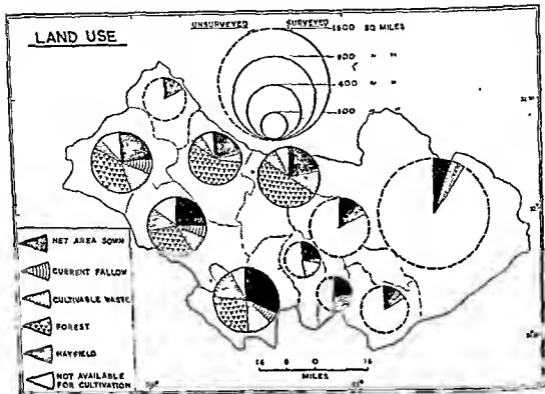 LAND USE
UNSURVEYED SURVEYED
1500 SQ MILES
900 " "
400 " "
100 " "
NET AREA SOWN
CURRENT FALLOW
CULTIVABLE WASTE
FOREST
HAYFIELD
NOT AVAILABLE
FOR CULTIVATION
16 8 0 16
MILES